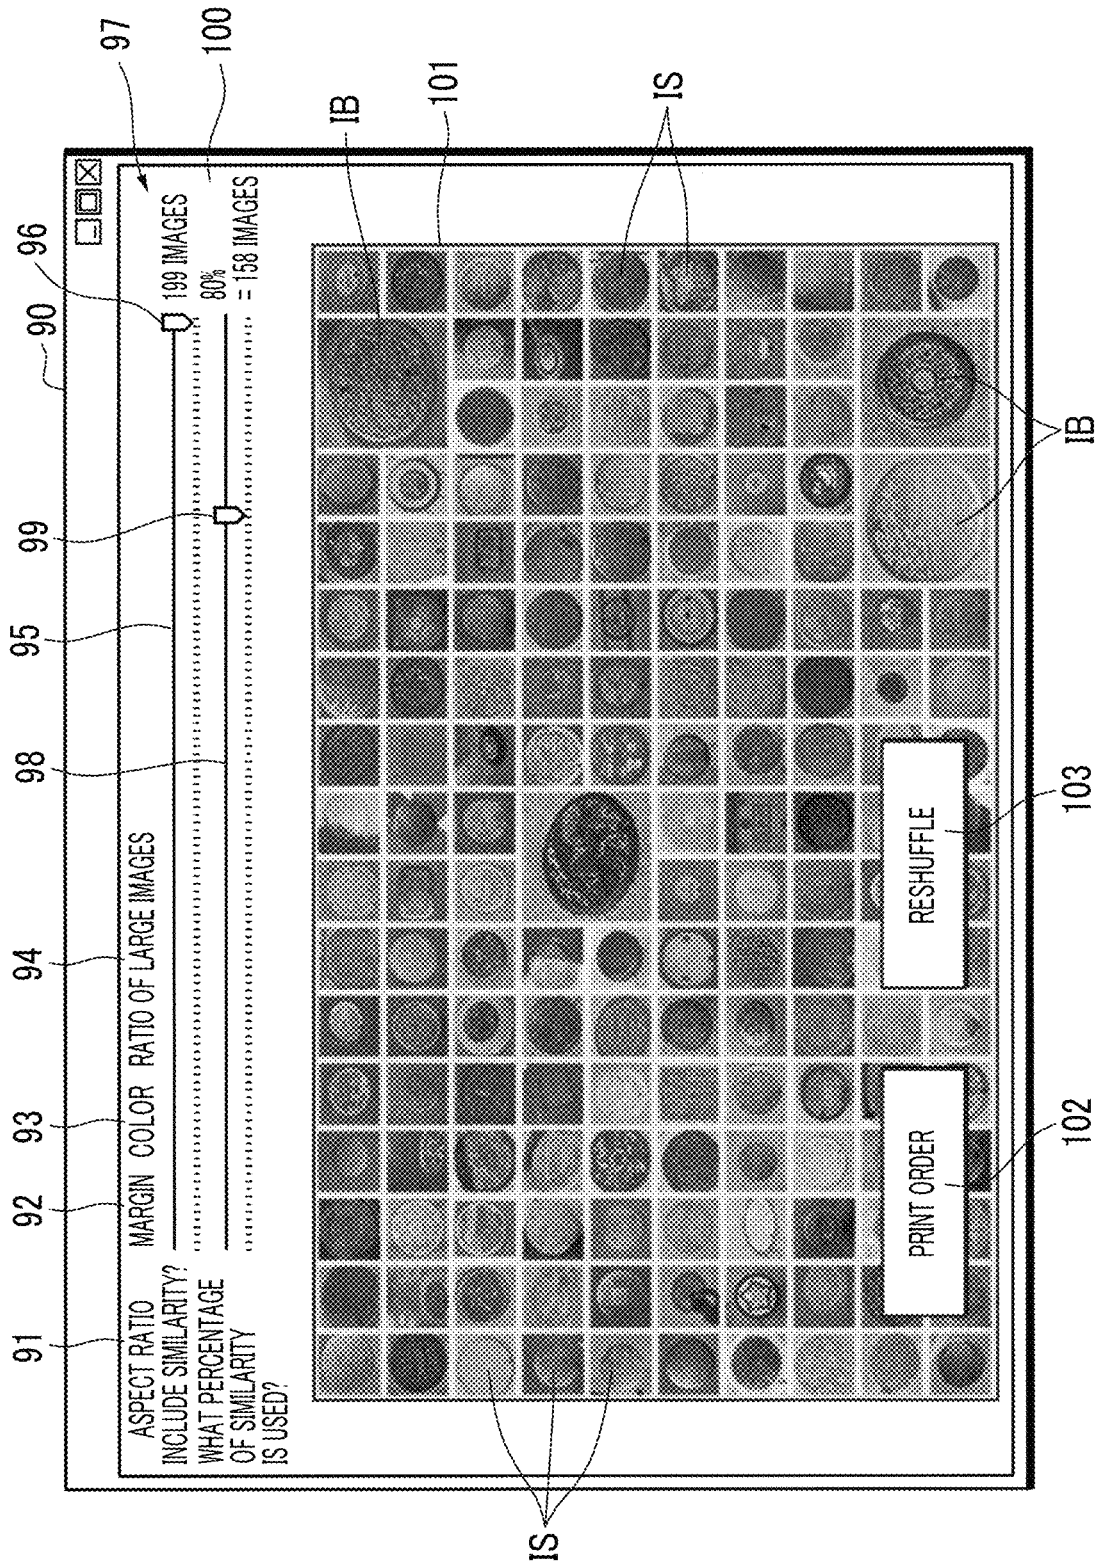 90
91 92 93 94 98 95 99 96 97
100
ASPECT RATIO MARGIN COLOR RATIO OF LARGE IMAGES
INCLUDE SIMILARITY? 199 IMAGES
WHAT PERCENTAGE 80%
OF SIMILARITY = 158 IMAGES
IS USED?
IB
101
IS
IS
PRINT ORDER RESHUFFLE
IB
102 103